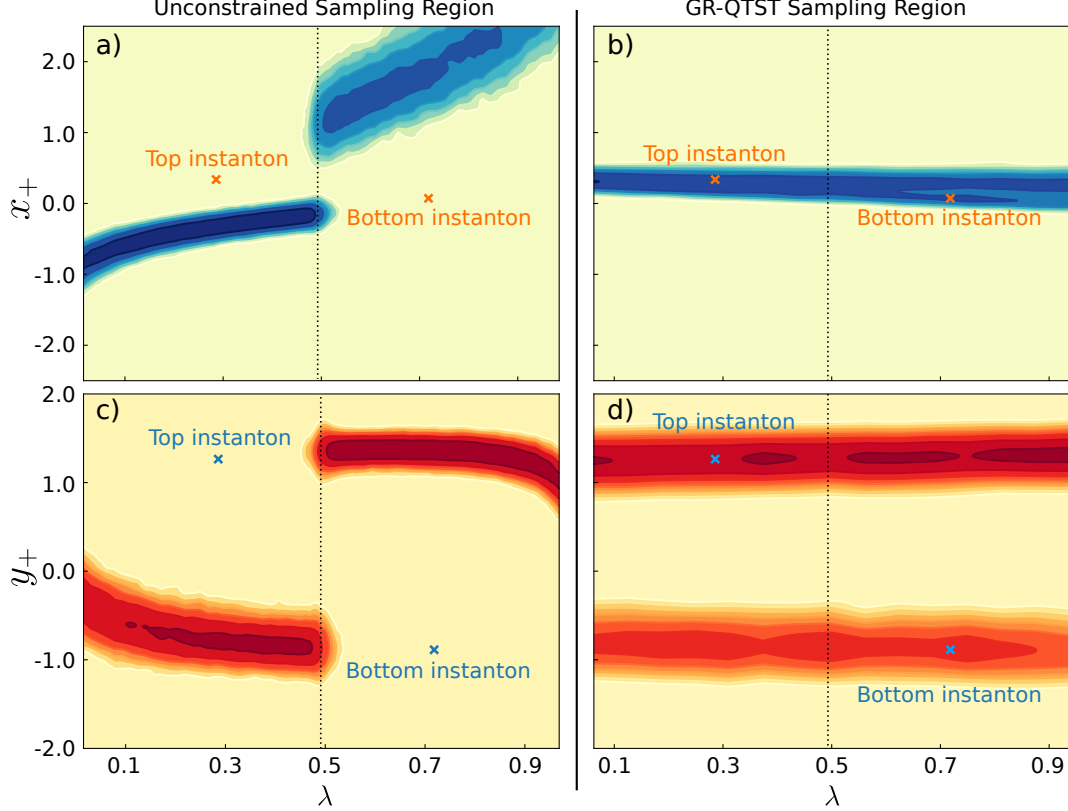 Unconstrained Sampling Region
GR-QTST Sampling Region
a)
2.0
1.0
0.0
-1.0
-2.0
x+
Top instanton
Bottom instanton
b)
Top instanton
Bottom instanton
c)
2.0
1.0
0.0
-1.0
-2.0
y+
Top instanton
Bottom instanton
0.1 0.3 0.5 0.7 0.9
λ
d)
Top instanton
Bottom instanton
0.1 0.3 0.5 0.7 0.9
λ